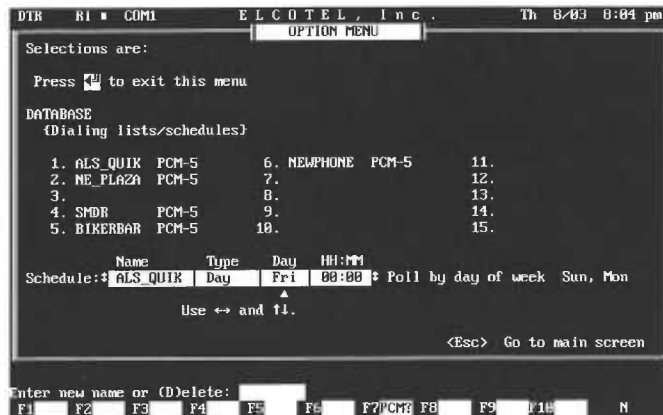 DTR RI ■ COM1 E L C O T E L , I n c . Th 8/03 8:04 pm
OPTION MENU
Selections are:
Press to exit this menu
DATABASE
{Dialing lists/schedules}
1. ALS_QUIK PCM-5 6. NEWPHONE PCM-5 11.
2. NE_PLAZA PCM-5 7. 12.
3. 8. 13.
4. SMDR PCM-5 9. 14.
5. BIKERBAR PCM-5 10. 15.
Name Type Day HH:MM
Schedule:↕ ALS_QUIK Day Fri 00:00 ↕ Poll by day of week Sun, Mon
▲
Use ↔ and ↑↓.
<Esc> Go to main screen
Enter new name or (D)elete:
F1 F2 F3 F4 F5 F6 F7 PCM? F8 F9 F10 N